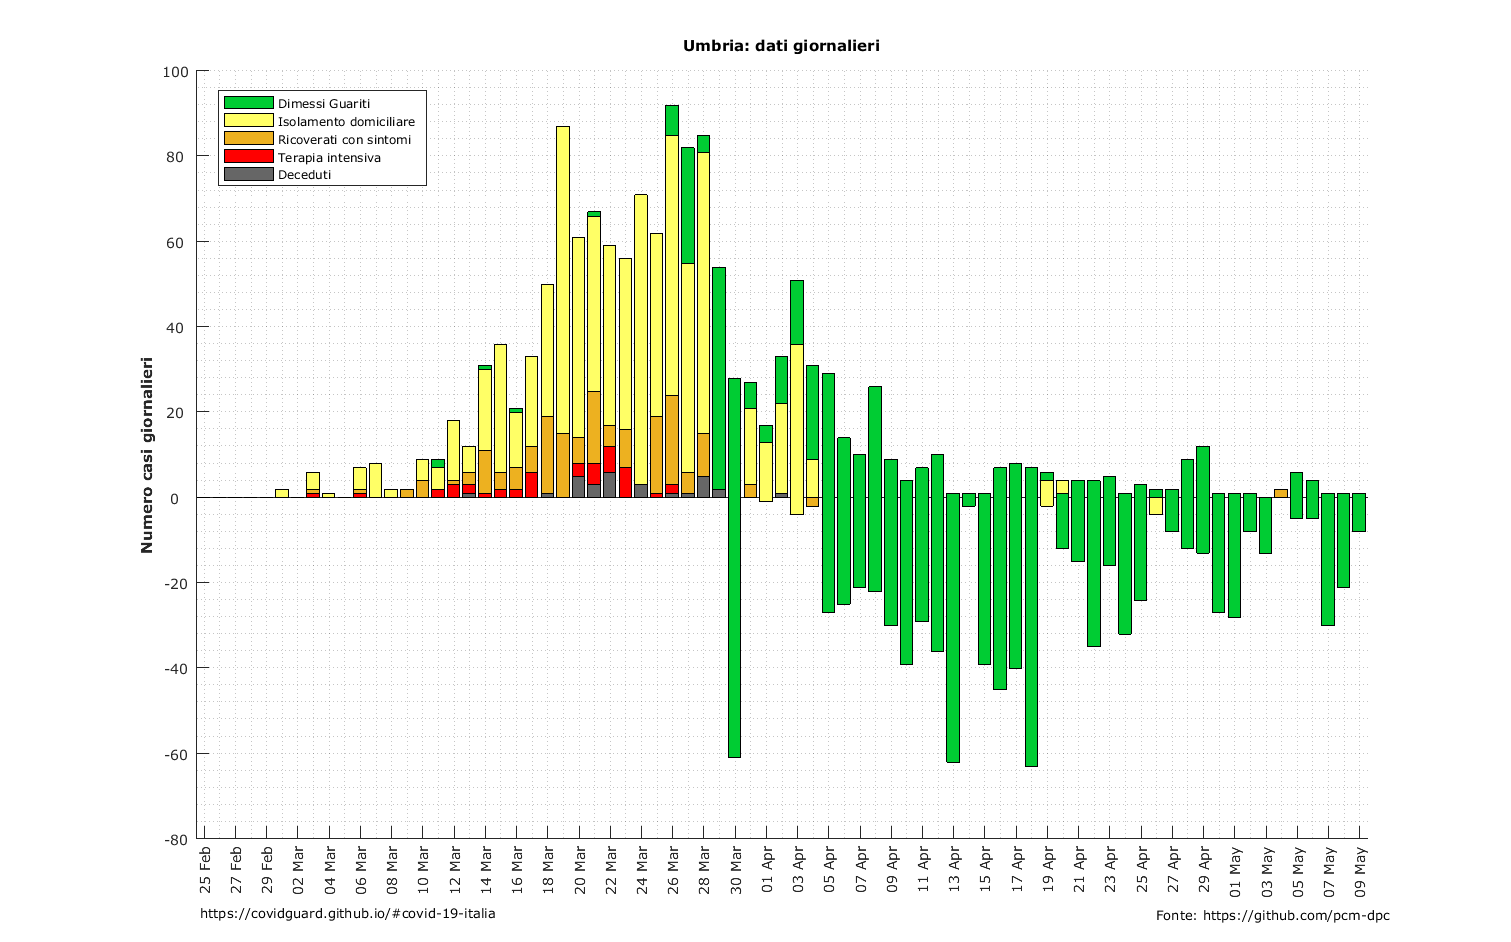 Umbria: dati giornalieri
100
80
60
40
20
0
-20
-40
-60
-80
Numero casi giornalieri
Dimessi Guariti
Isolamento domiciliare
Ricoverati con sintomi
Terapia intensiva
Deceduti
25 Feb
27 Feb
29 Feb
02 Mar
04 Mar
06 Mar
08 Mar
10 Mar
12 Mar
14 Mar
16 Mar
18 Mar
20 Mar
22 Mar
24 Mar
26 Mar
28 Mar
30 Mar
01 Apr
03 Apr
05 Apr
07 Apr
09 Apr
11 Apr
13 Apr
15 Apr
17 Apr
19 Apr
21 Apr
23 Apr
25 Apr
27 Apr
29 Apr
01 May
03 May
05 May
07 May
09 May
https://covidguard.github.io/#covid-19-italia
Fonte: https://github.com/pcm-dpc